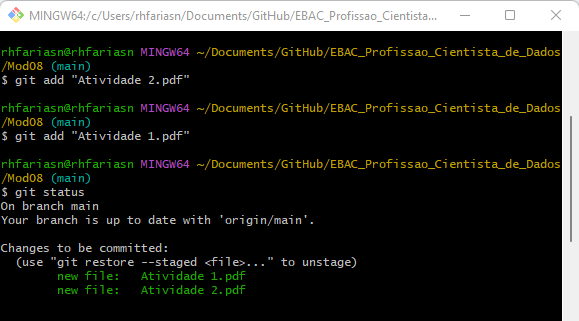 MINGW64:/c/Users/rhfariasn/Documents/GitHub/EBAC_Profissao_Cientista_...
rhfariasn@rhfariasn MINGW64 ~/Documents/GitHub/EBAC_Profissao_Cientista_de_Dados
/Mod08 (main)
$ git add "Atividade 2.pdf"
rhfariasn@rhfariasn MINGW64 ~/Documents/GitHub/EBAC_Profissao_Cientista_de_Dados
/Mod08 (main)
$ git add "Atividade 1.pdf"
rhfariasn@rhfariasn MINGW64 ~/Documents/GitHub/EBAC_Profissao_Cientista_de_Dados
/Mod08 (main)
$ git status
On branch main
Your branch is up to date with 'origin/main'.
Changes to be committed:
(use "git restore --staged <file>..." to unstage)
new file:   Atividade 1.pdf
new file:   Atividade 2.pdf